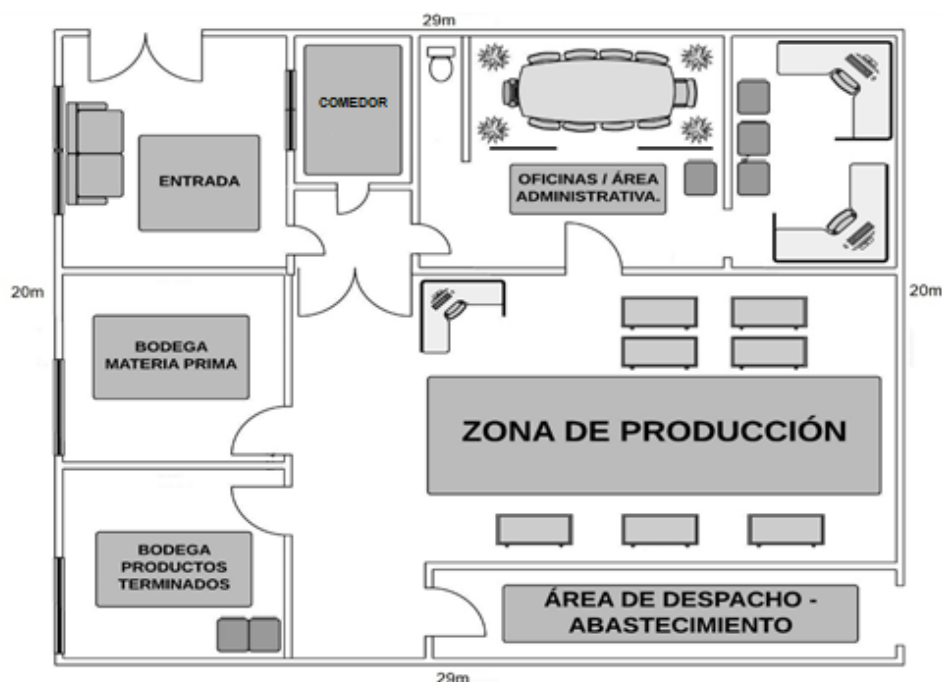 29m
COMEDOR
ENTRADA
OFICINAS / ÁREA
ADMINISTRATIVA.
20m
20m
BODEGA
MATERIA PRIMA
ZONA DE PRODUCCIÓN
BODEGA
PRODUCTOS
TERMINADOS
ÁREA DE DESPACHO -
ABASTECIMIENTO
29m